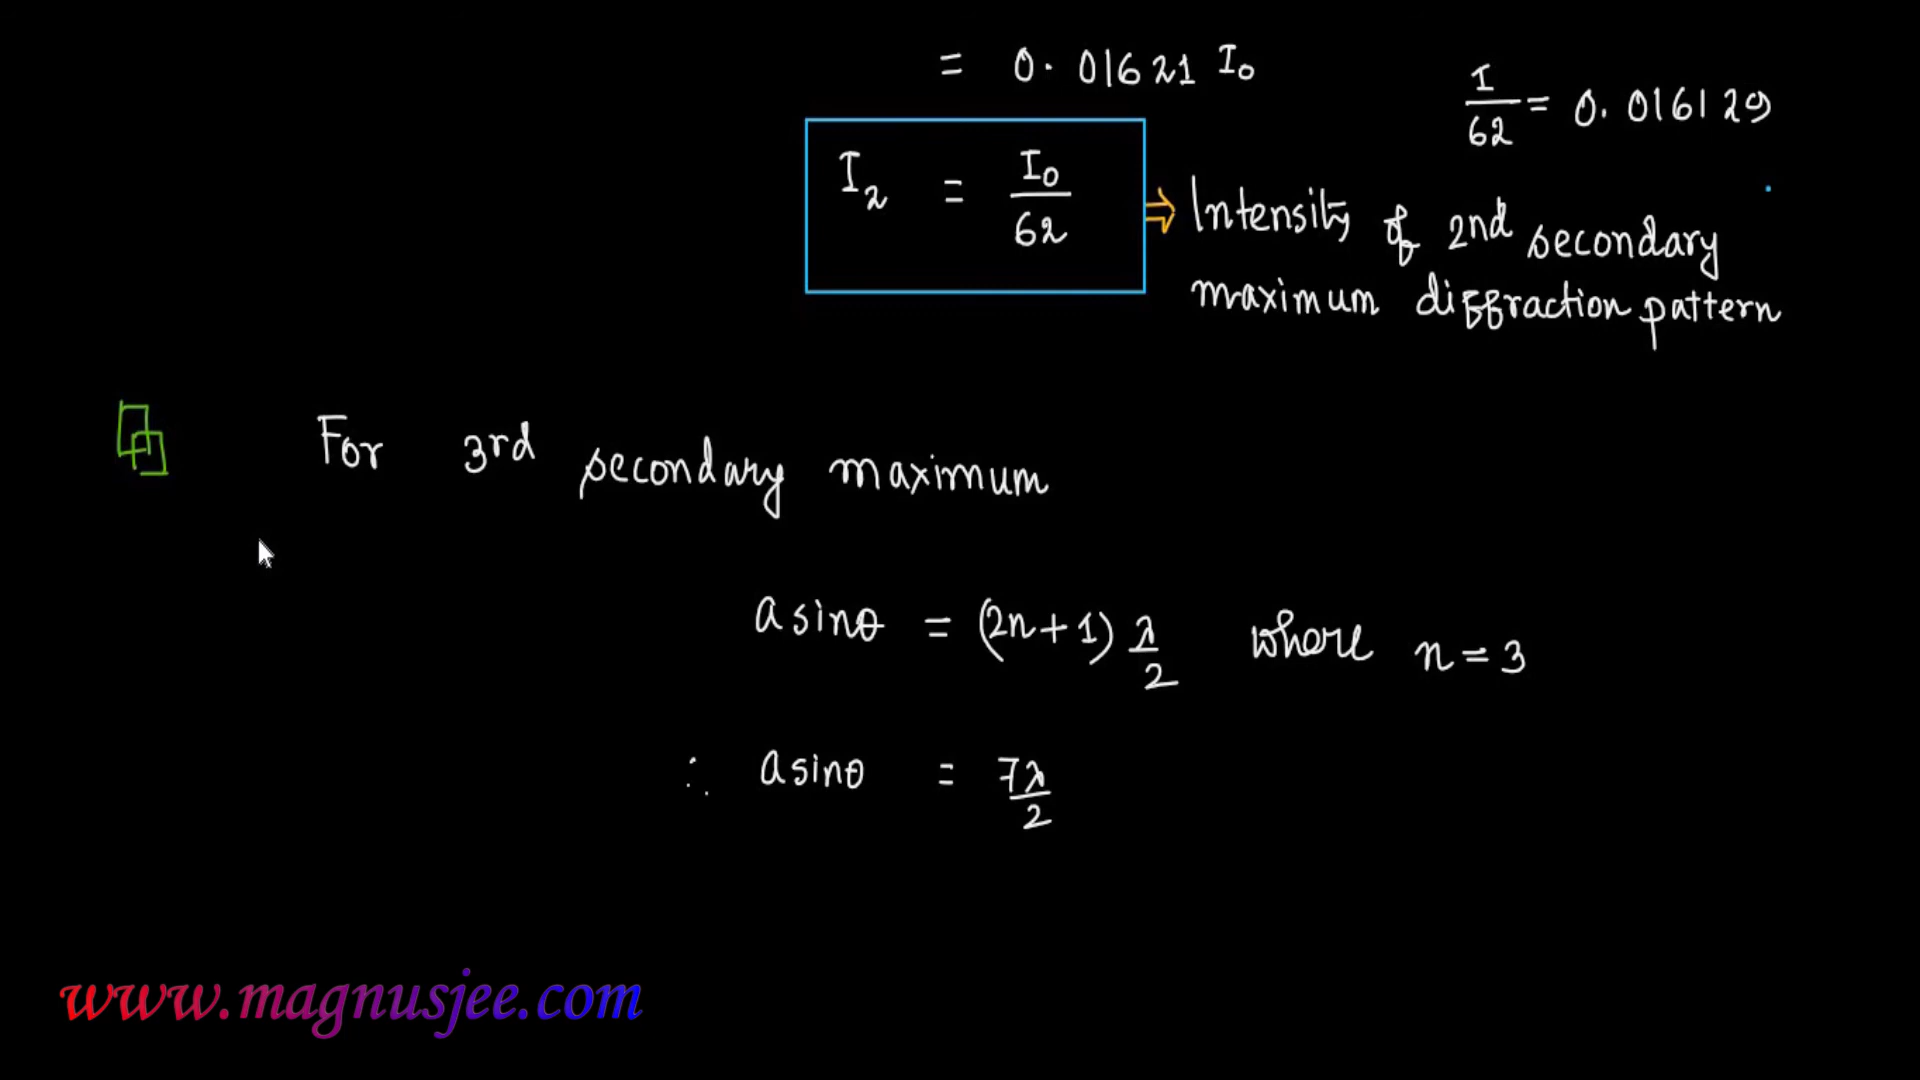 = 0.01621 I₀
I/62 = 0.016129
I₂ = I₀/62 ⇒ Intensity of 2nd secondary
maximum diffraction pattern
For 3rd secondary maximum
a sinθ = (2n+1) λ/2 where n = 3
∴ a sinθ = 7λ/2
www.magnusjee.com